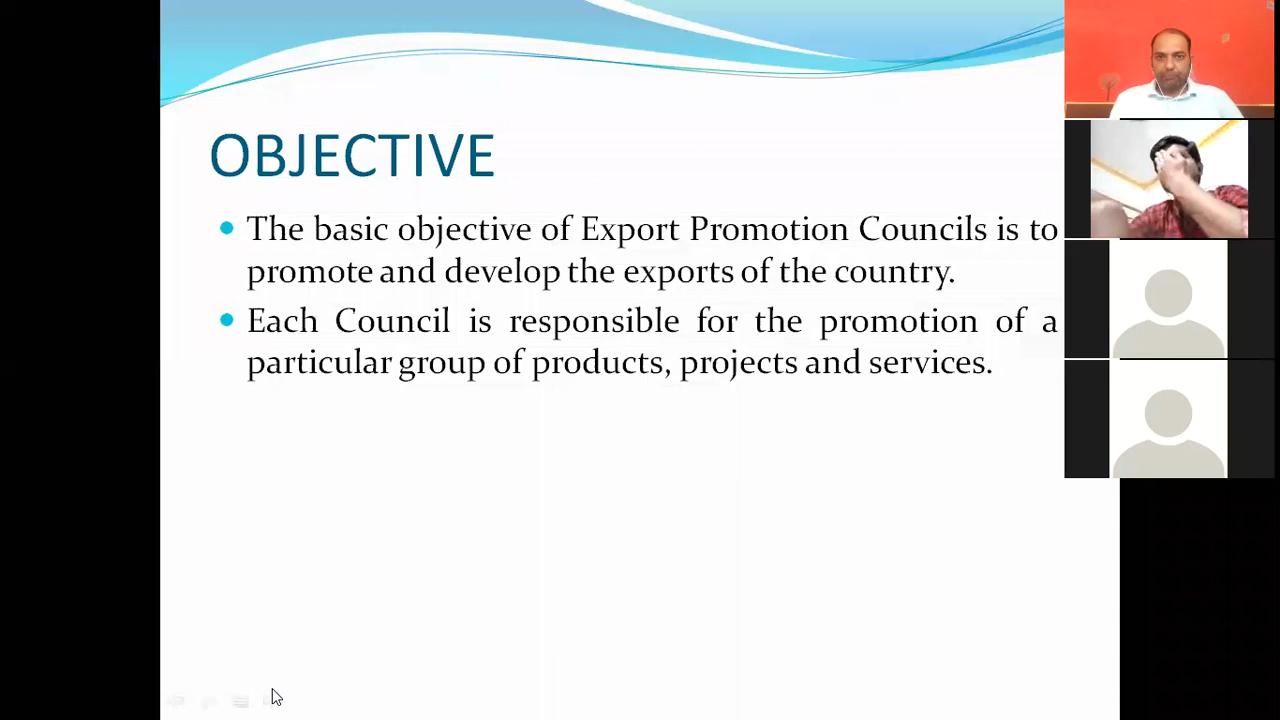 OBJECTIVE
The basic objective of Export Promotion Councils is to
promote and develop the exports of the country.
Each Council is responsible for the promotion of a
particular group of products, projects and services.